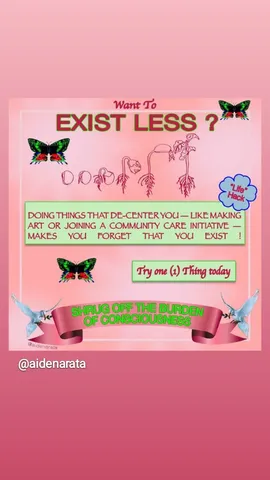 Want To
EXIST LESS ?
"Life"
Hack
DOING THINGS THAT DE-CENTER YOU — LIKE MAKING
ART OR JOINING A COMMUNITY CARE INITIATIVE —
MAKES YOU FORGET THAT YOU EXIST !
Try one (1) Thing today
SHRUG OFF THE BURDEN
OF CONSCIOUSNESS
@aidenarata
@aidenarata